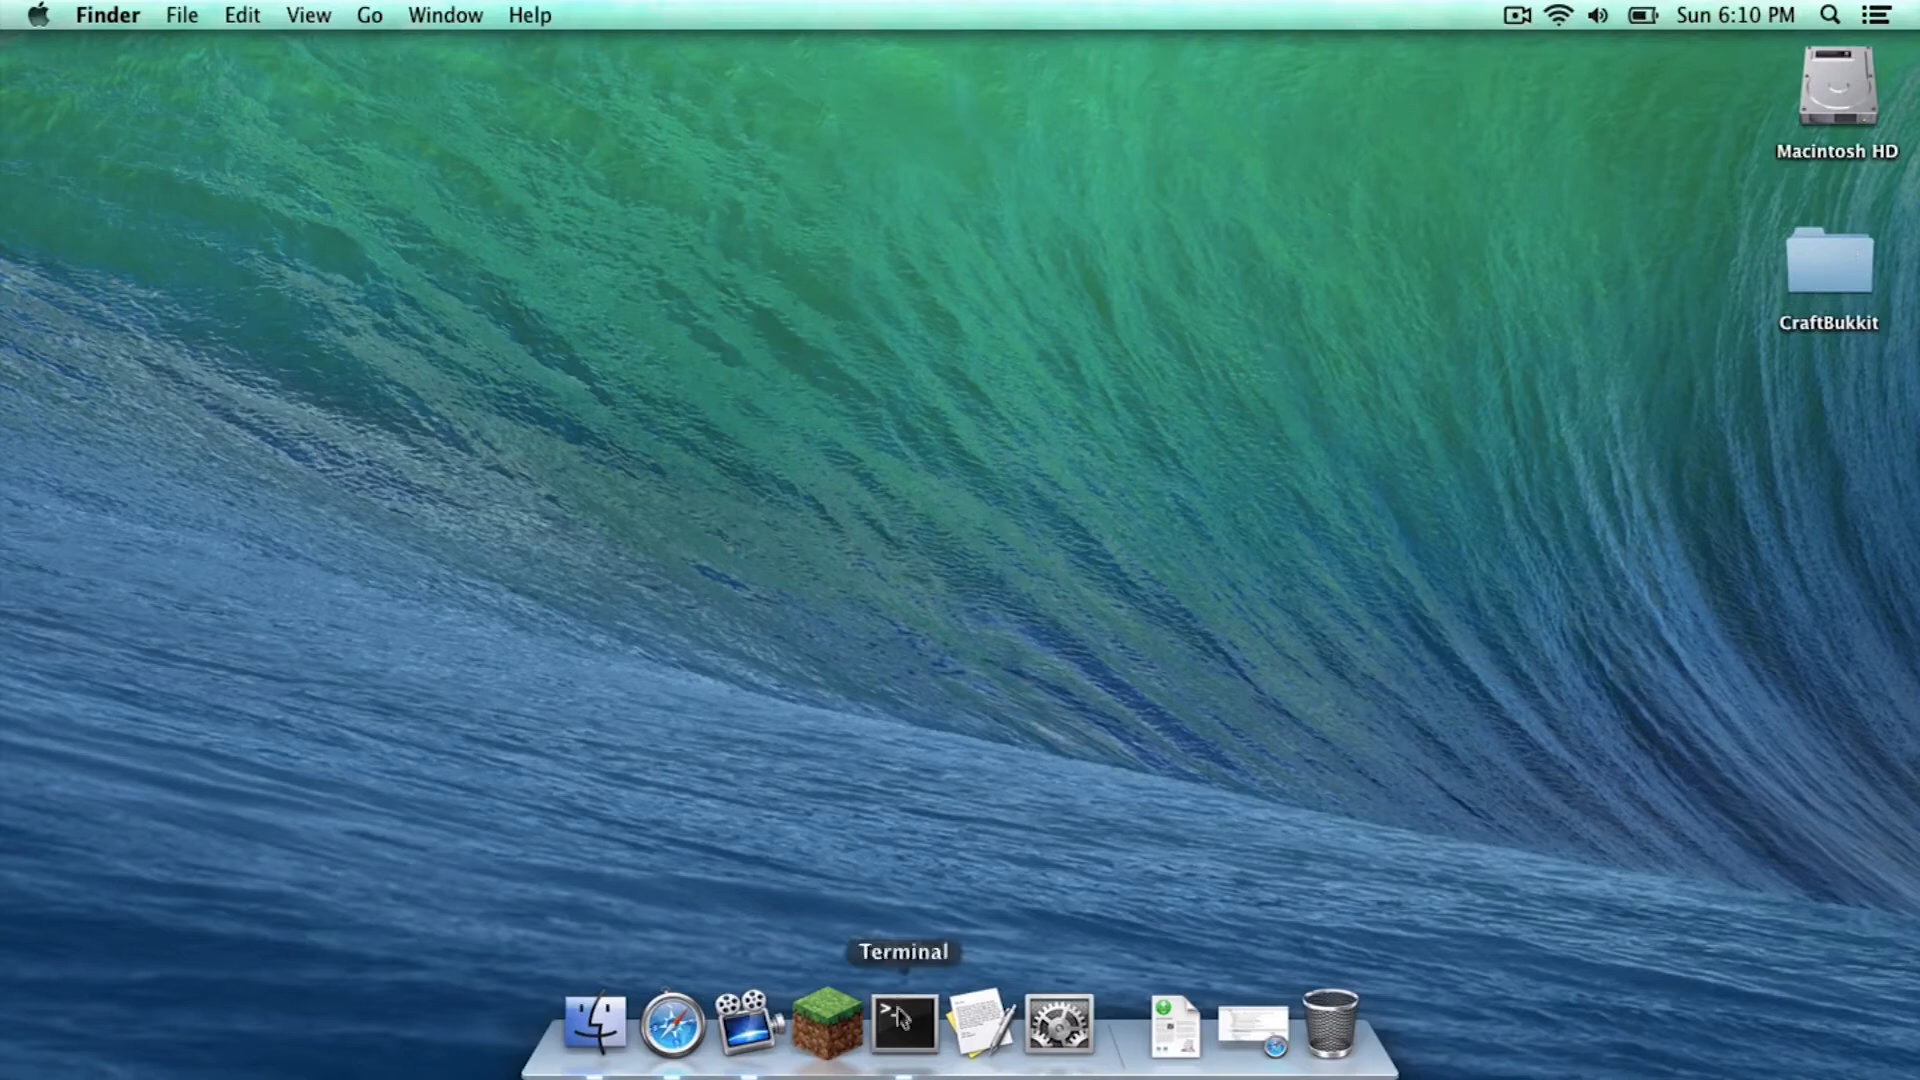 Finder File Edit View Go Window Help Sun 6:10 PM
Macintosh HD
CraftBukkit
Terminal
>-